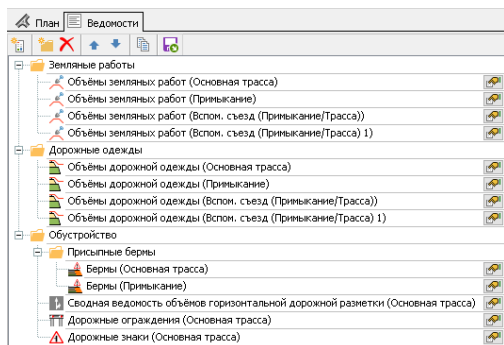 План Ведомости
Земляные работы
Объёмы земляных работ (Основная трасса)
Объёмы земляных работ (Примыкание)
Объёмы земляных работ (Вспом. съезд (Примыкание/Трасса))
Объёмы земляных работ (Вспом. съезд (Примыкание/Трасса) 1)
Дорожные одежды
Объёмы дорожной одежды (Основная трасса)
Объёмы дорожной одежды (Примыкание)
Объёмы дорожной одежды (Вспом. съезд (Примыкание/Трасса))
Объёмы дорожной одежды (Вспом. съезд (Примыкание/Трасса) 1)
Обустройство
Присыпные бермы
Бермы (Основная трасса)
Бермы (Примыкание)
Сводная ведомость объёмов горизонтальной дорожной разметки (Основная трасса)
Дорожные ограждения (Основная трасса)
Дорожные знаки (Основная трасса)